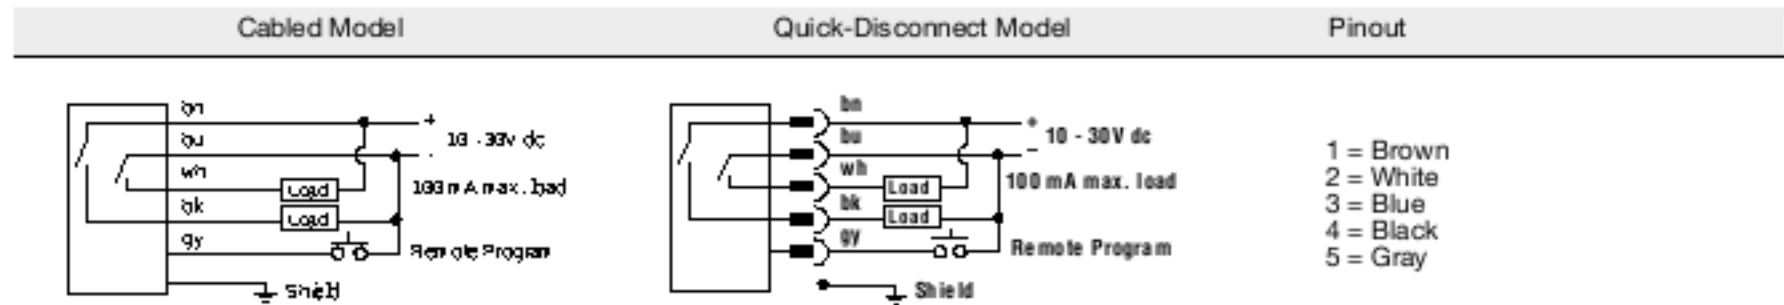 Cabled Model
Quick-Disconnect Model
Pinout
bn
+
bu
10 - 30v dc
-
wh
Load
100 mA max. load
bk
Load
gy
Remote Program
Shield
bn
+
bu
10 - 30V dc
−
wh
Load
100 mA max. load
bk
Load
gy
Remote Program
Shield
1 = Brown
2 = White
3 = Blue
4 = Black
5 = Gray